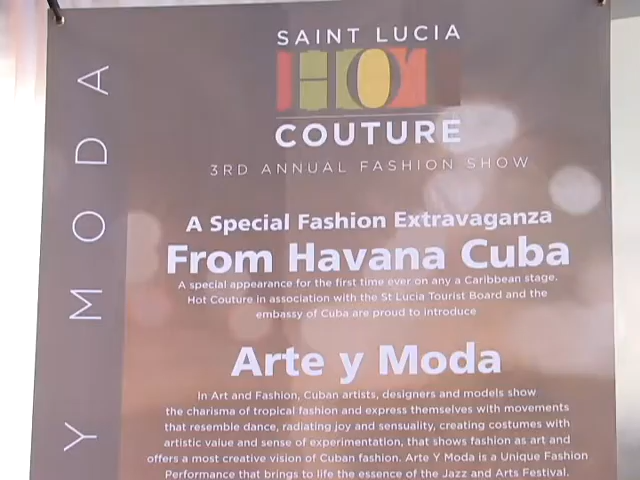 SAINT LUCIA
HOT
COUTURE
3RD ANNUAL FASHION SHOW
A Special Fashion Extravaganza
From Havana Cuba
A special appearance for the first time ever on any a Caribbean stage.
Hot Couture in association with the St Lucia Tourist Board and the
embassy of Cuba are proud to introduce
Arte y Moda
In Art and Fashion, Cuban artists, designers and models show
the charisma of tropical fashion and express themselves with movements
that resemble dance, radiating joy and sensuality, creating costumes with
artistic value and sense of experimentation, that shows fashion as art and
offers a most creative vision of Cuban fashion. Arte Y Moda is a Unique Fashion
Performance that brings to life the essence of the Jazz and Arts Festival.
Y MODA